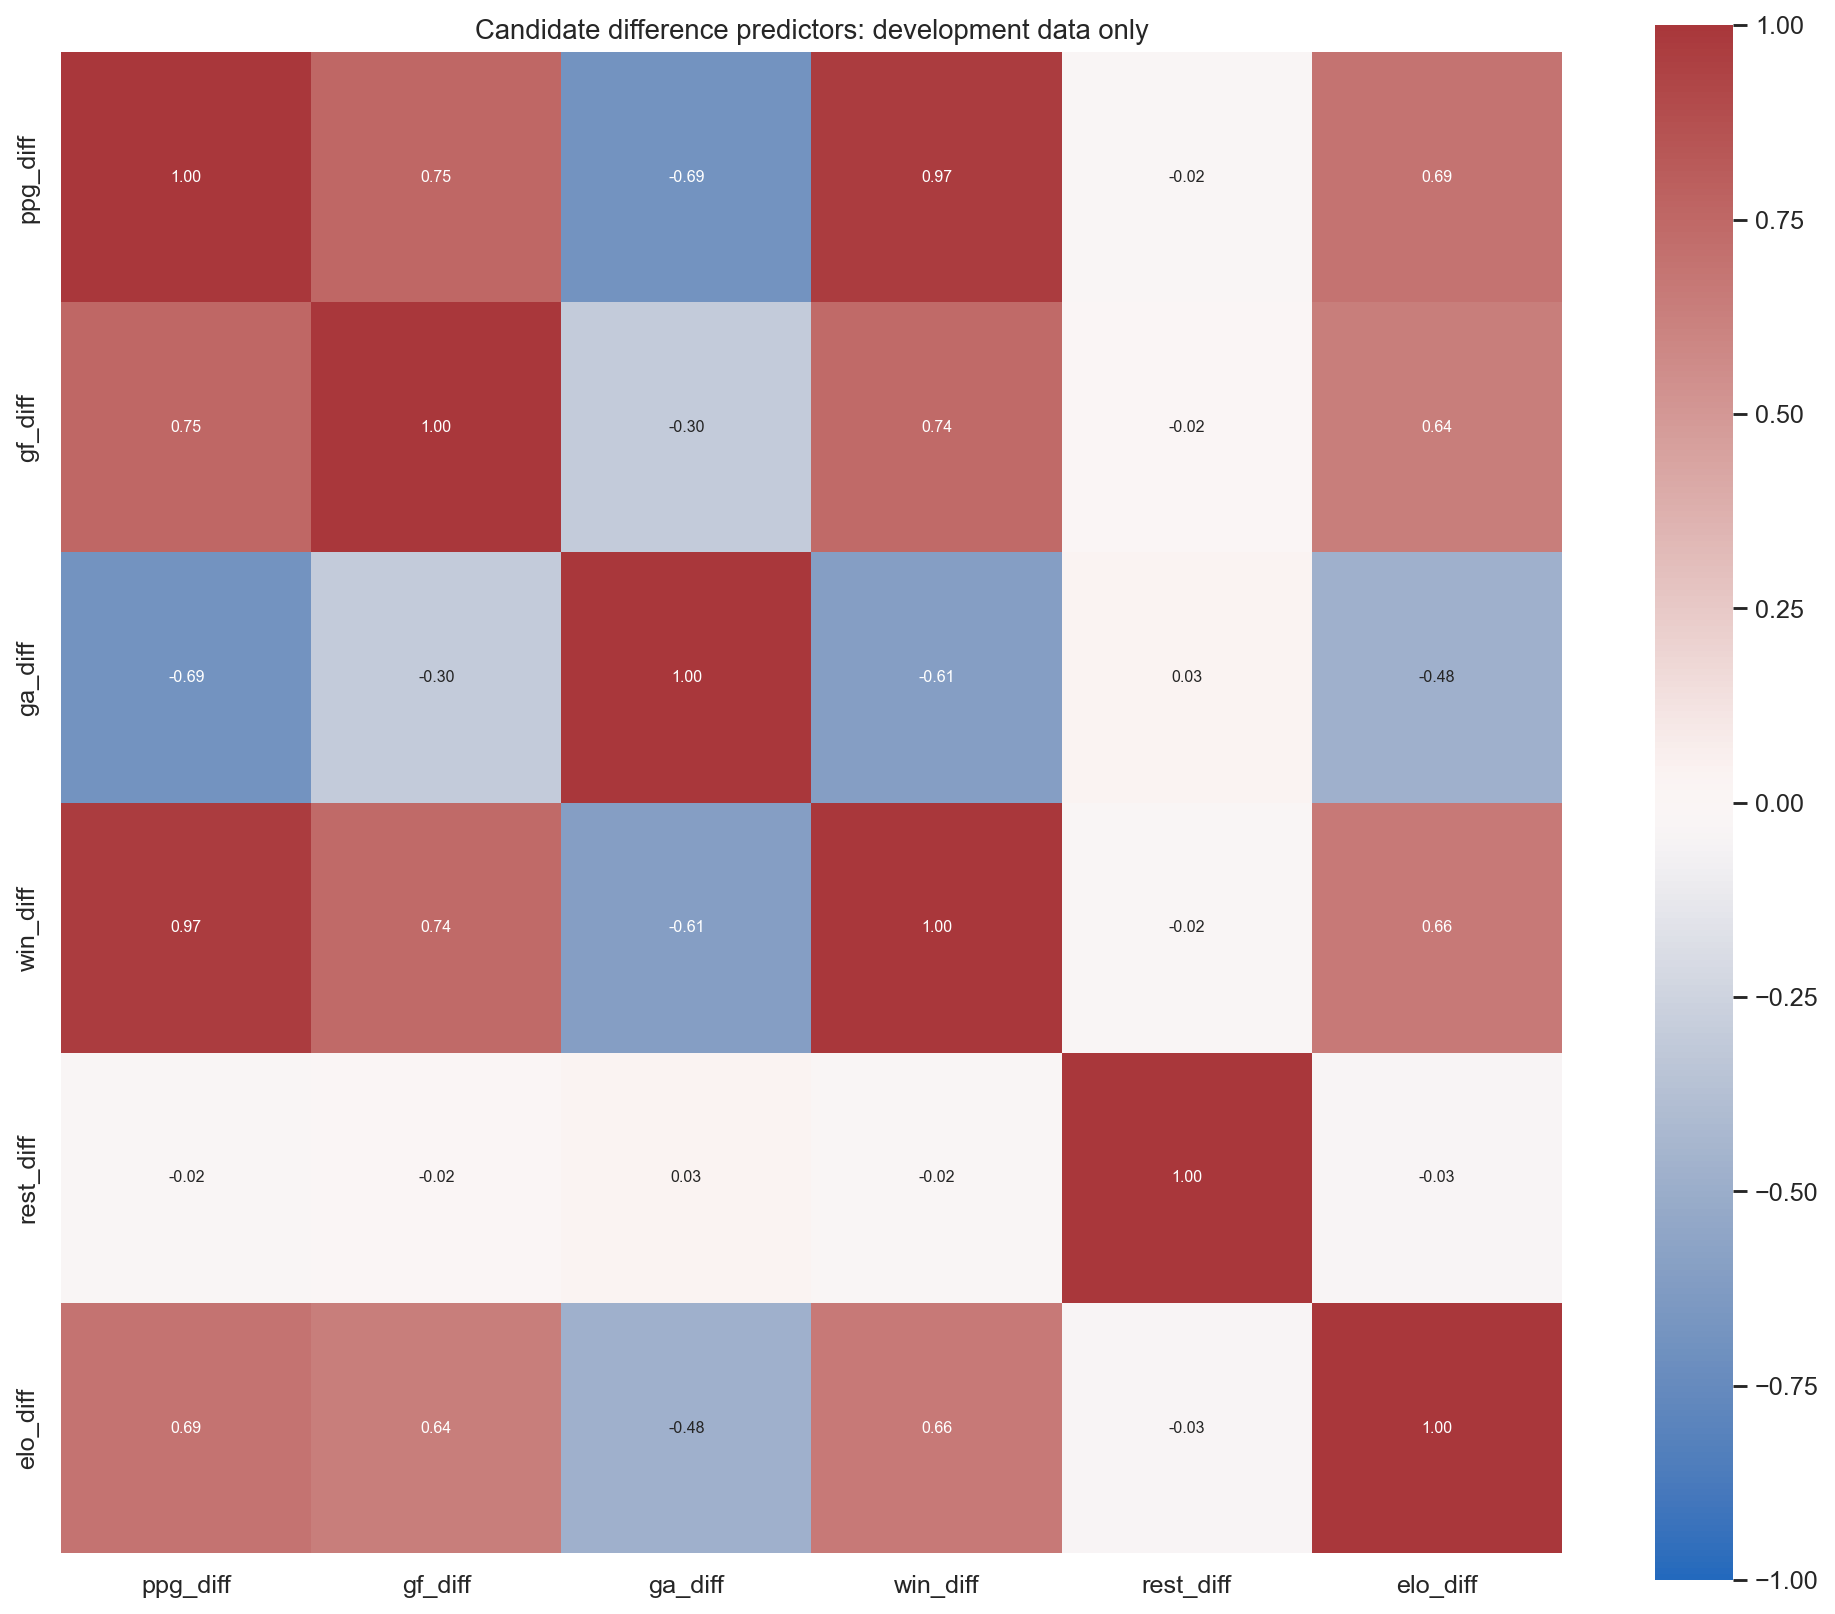 Candidate difference predictors: development data only
ppg_diff 1.00 0.75 -0.69 0.97 -0.02 0.69
gf_diff 0.75 1.00 -0.30 0.74 -0.02 0.64
ga_diff -0.69 -0.30 1.00 -0.61 0.03 -0.48
win_diff 0.97 0.74 -0.61 1.00 -0.02 0.66
rest_diff -0.02 -0.02 0.03 -0.02 1.00 -0.03
elo_diff 0.69 0.64 -0.48 0.66 -0.03 1.00
ppg_diff gf_diff ga_diff win_diff rest_diff elo_diff
1.00
0.75
0.50
0.25
0.00
−0.25
−0.50
−0.75
−1.00